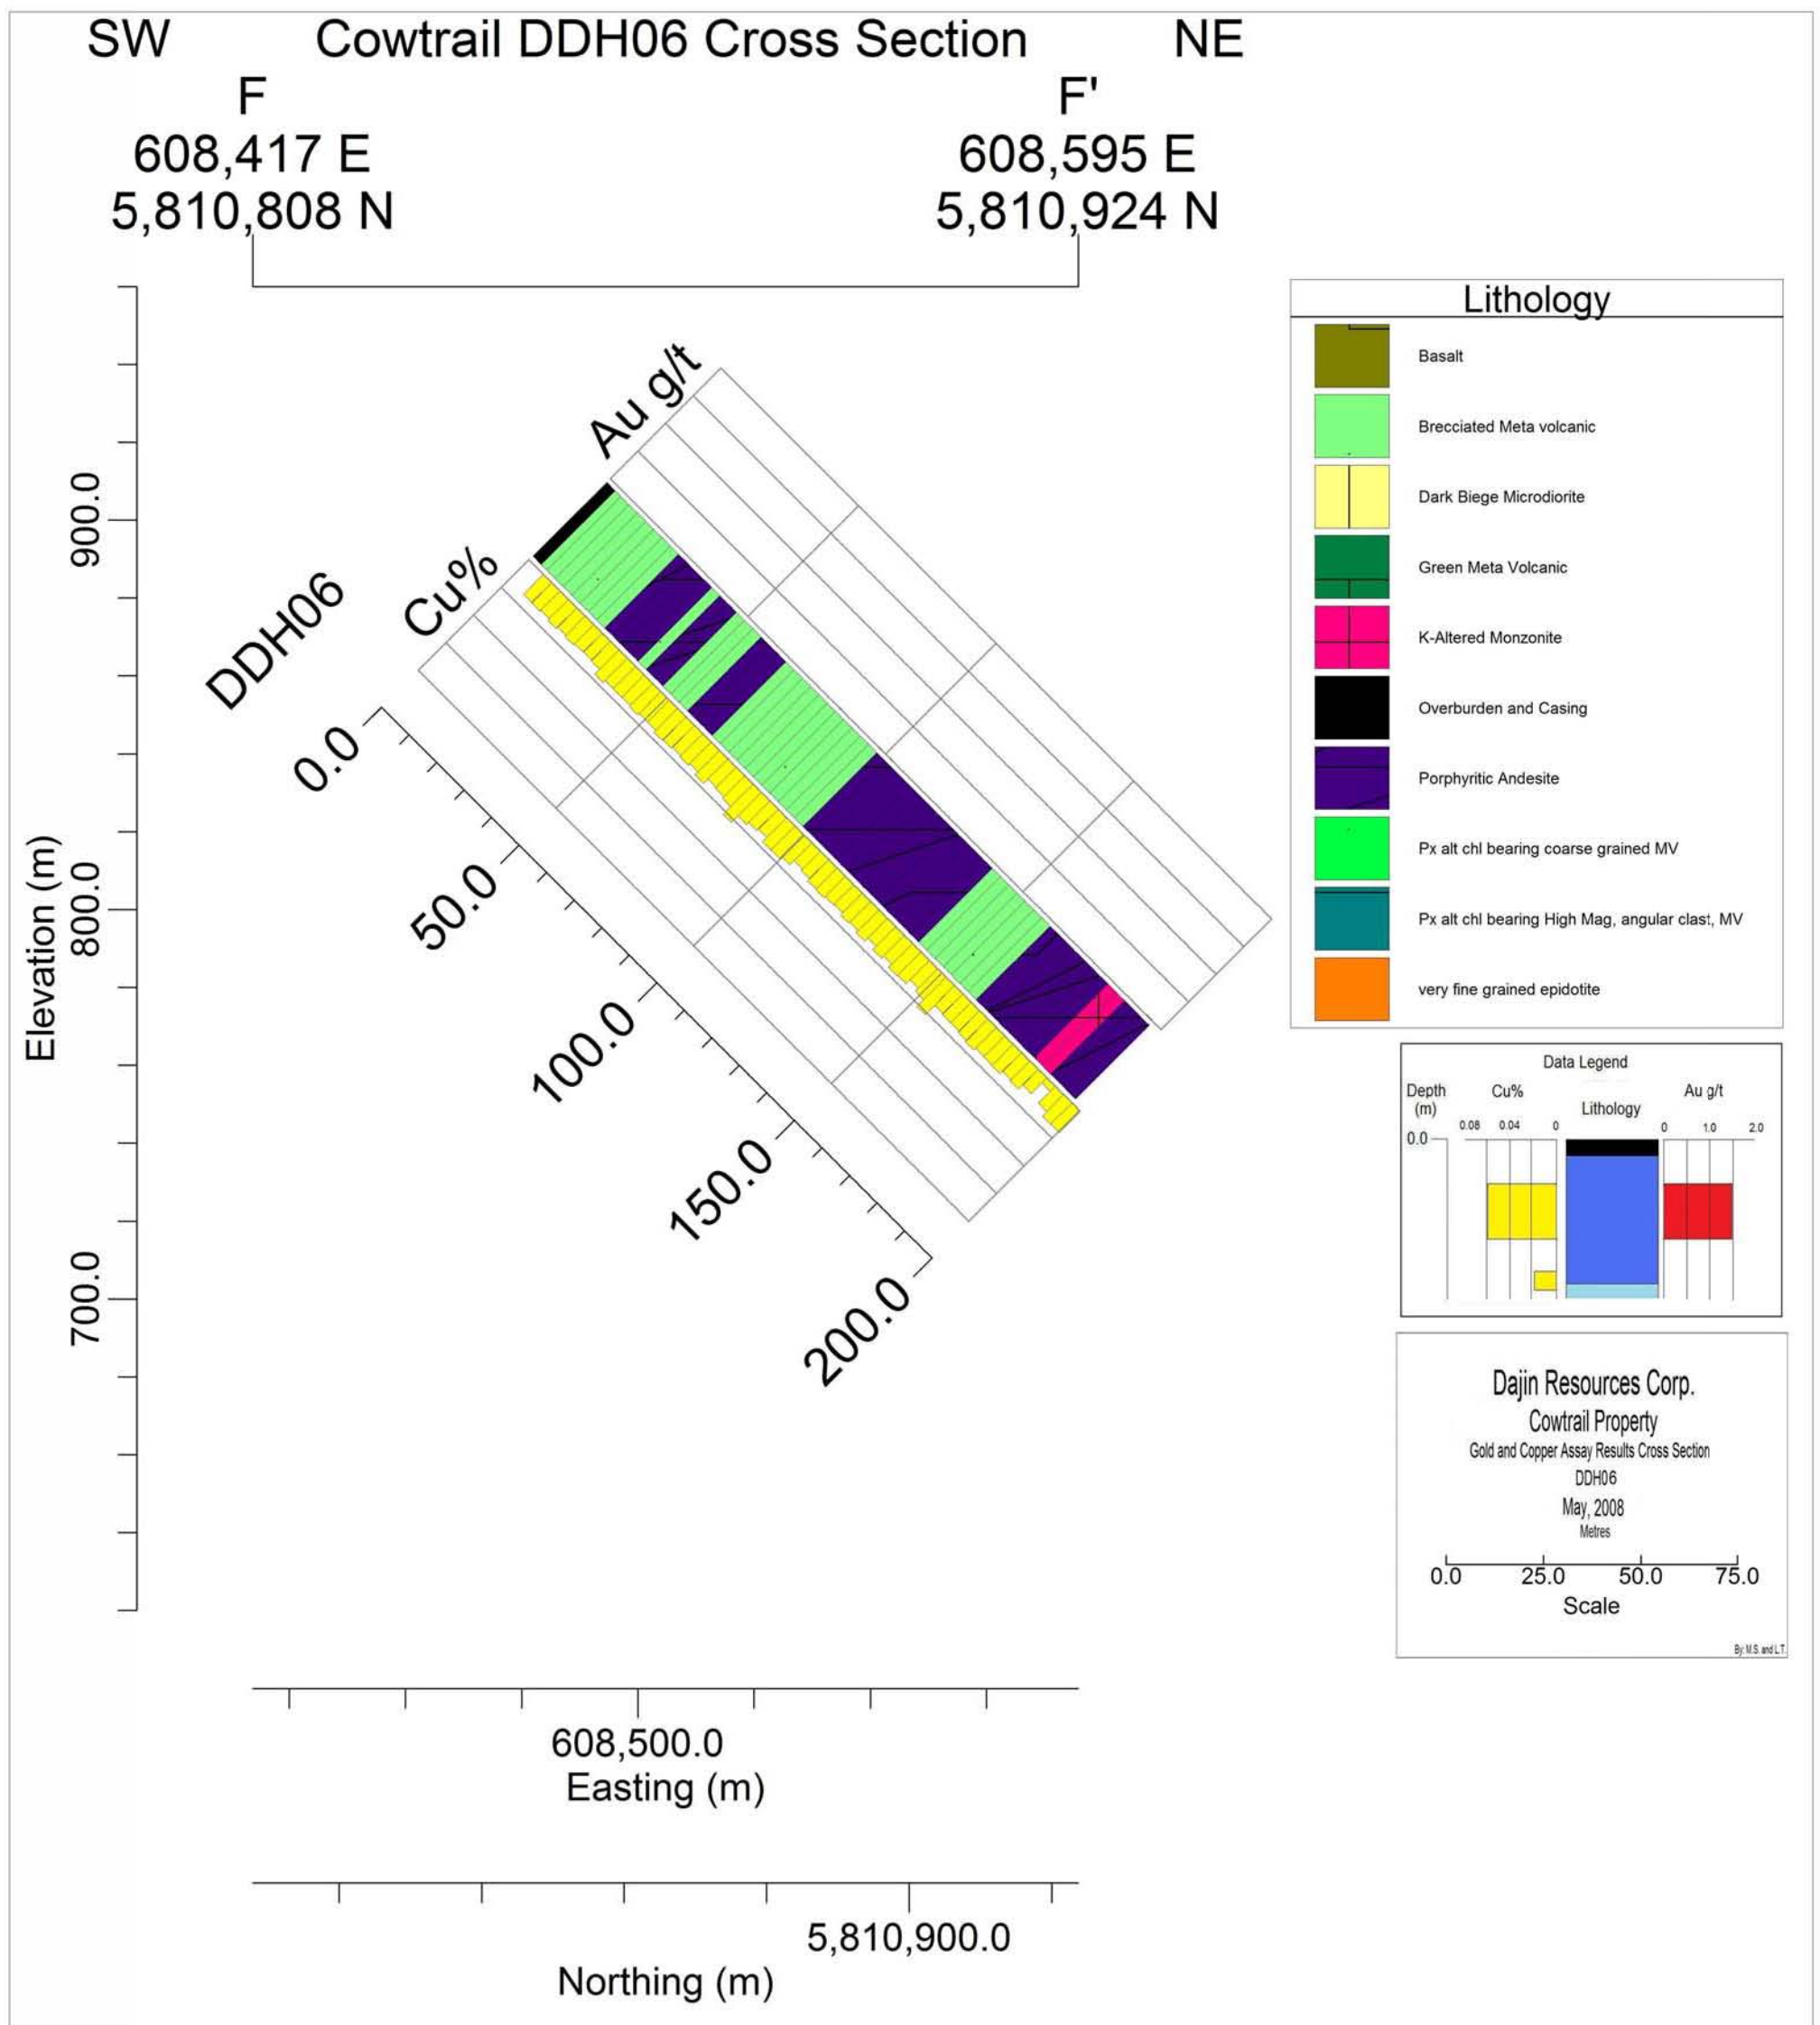 SW Cowtrail DDH06 Cross Section NE
F F'
608,417 E 608,595 E
5,810,808 N 5,810,924 N
Au g/t
Cu%
DDH06
0.0
50.0
100.0
150.0
200.0
Elevation (m)
900.0
800.0
700.0
608,500.0
Easting (m)
5,810,900.0
Northing (m)
Lithology
Basalt
Brecciated Meta volcanic
Dark Biege Microdiorite
Green Meta Volcanic
K-Altered Monzonite
Overburden and Casing
Porphyritic Andesite
Px alt chl bearing coarse grained MV
Px alt chl bearing High Mag, angular clast, MV
very fine grained epidotite
Data Legend
Depth (m)
Cu%
Lithology
Au g/t
0.08 0.04 0 0 1.0 2.0
0.0
Dajin Resources Corp.
Cowtrail Property
Gold and Copper Assay Results Cross Section
DDH06
May, 2008
Metres
0.0 25.0 50.0 75.0
Scale
By: M.S. and L.T.